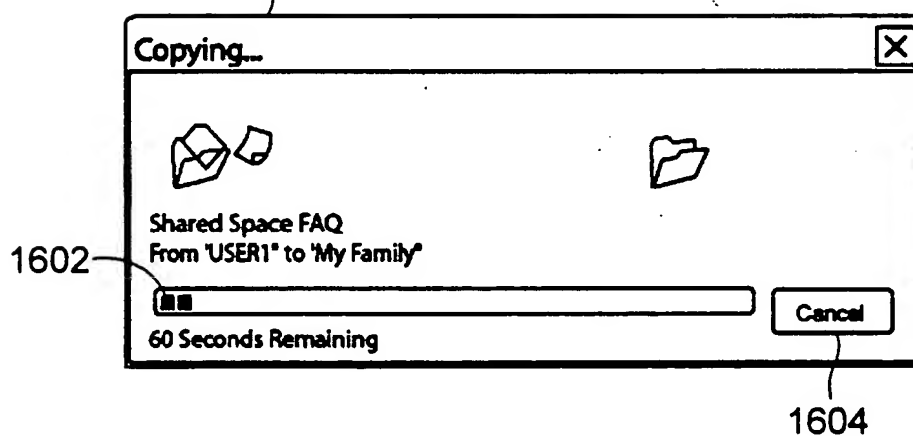 Copying...
Shared Space FAQ
From "USER1" to "My Family"
1602
Cancel
60 Seconds Remaining
1604